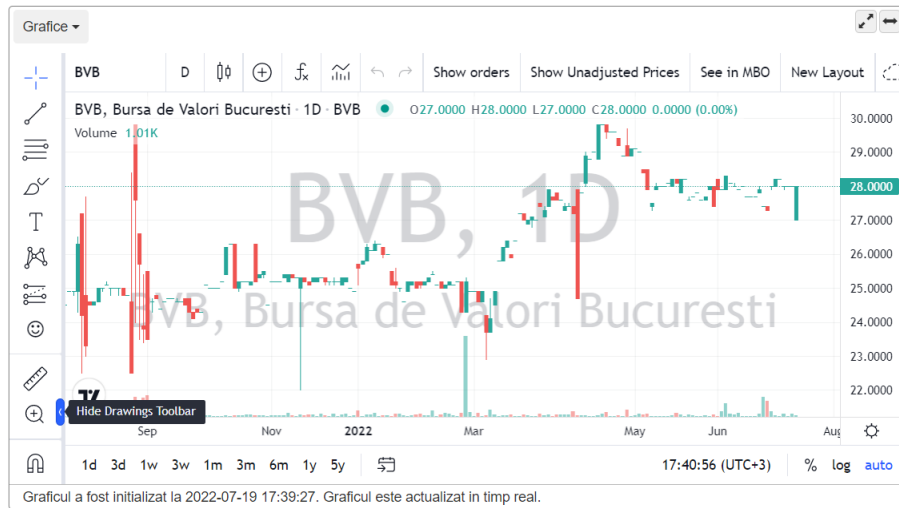 Grafice
BVB D Show orders Show Unadjusted Prices See in MBO New Layout
BVB, Bursa de Valori Bucuresti · 1D · BVB O27.0000 H28.0000 L27.0000 C28.0000 0.0000 (0.00%)
Volume 1.01K
30.0000
29.0000
28.0000
27.0000
26.0000
25.0000
24.0000
23.0000
22.0000
BVB, 1D
BVB, Bursa de Valori Bucuresti
Hide Drawings Toolbar
Sep Nov 2022 Mar May Jun Aug
1d 3d 1w 3w 1m 3m 6m 1y 5y 17:40:56 (UTC+3) % log auto
Graficul a fost initializat la 2022-07-19 17:39:27. Graficul este actualizat in timp real.